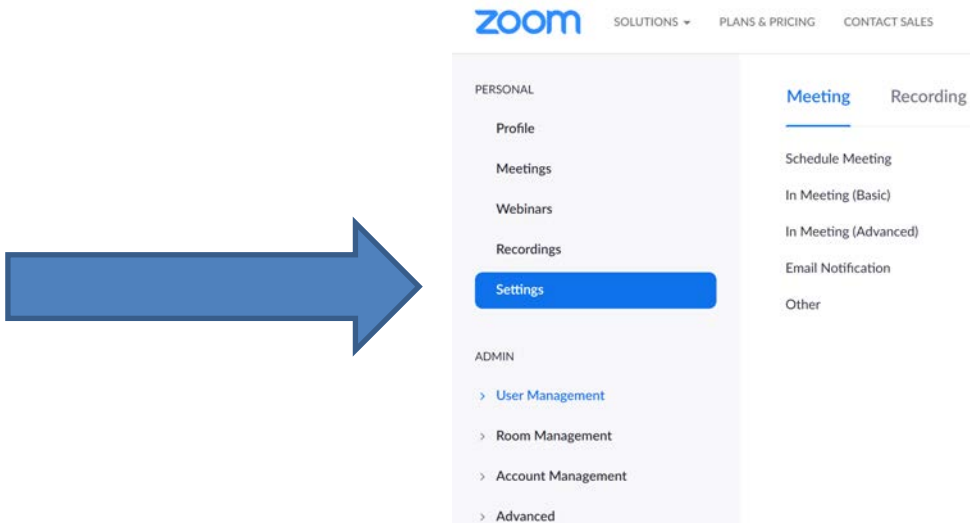 zoom SOLUTIONS PLANS & PRICING CONTACT SALES
PERSONAL
Profile
Meetings
Webinars
Recordings
Settings
ADMIN
User Management
Room Management
Account Management
Advanced
Meeting Recording
Schedule Meeting
In Meeting (Basic)
In Meeting (Advanced)
Email Notification
Other